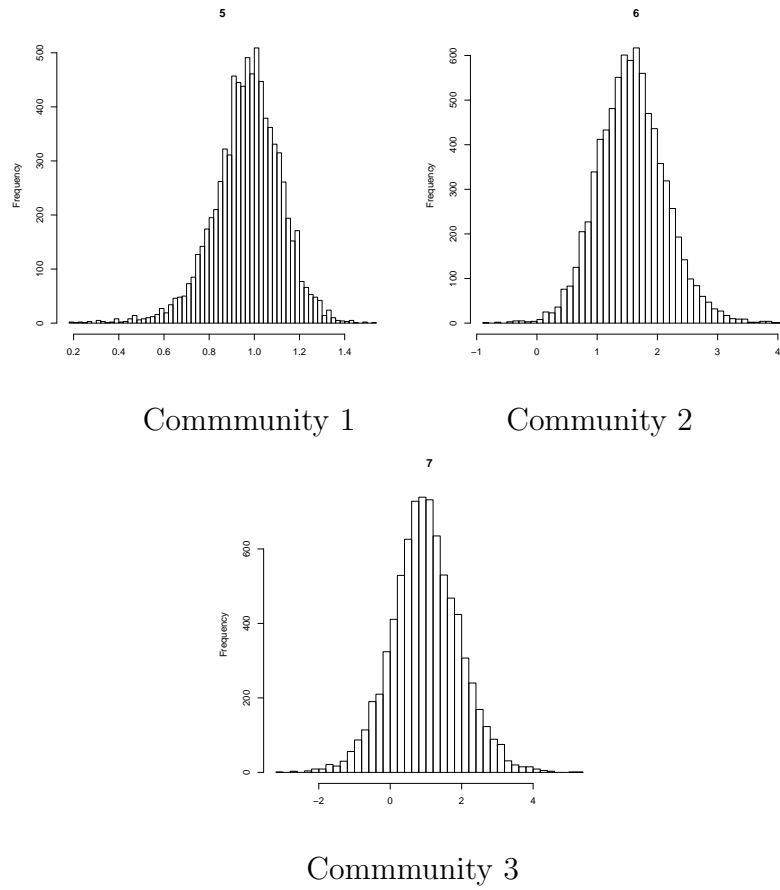 5
Frequency
0 100 200 300 400 500
0.2 0.4 0.6 0.8 1.0 1.2 1.4
Commmunity 1
6
Frequency
0 100 200 300 400 500 600
−1 0 1 2 3 4
Community 2
7
Frequency
0 200 400 600
−2 0 2 4
Commmunity 3